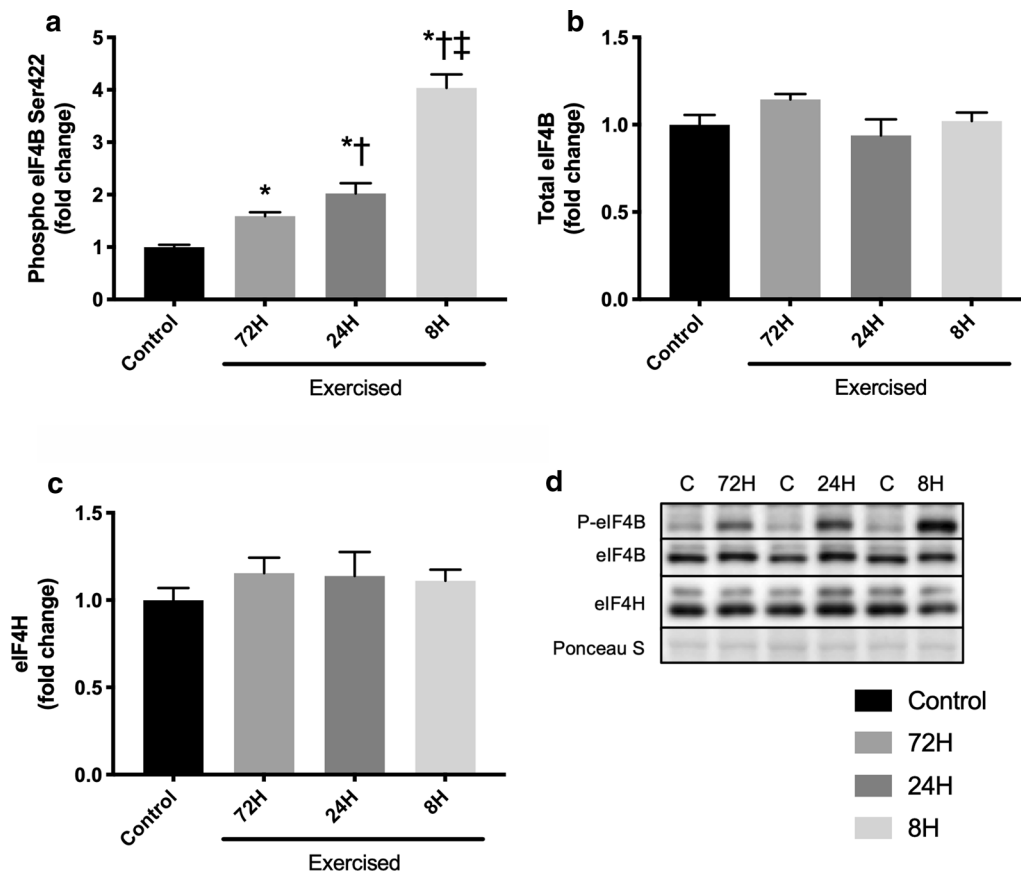 a
Phospho eIF4B Ser422
(fold change)
5
4
3
2
1
0
*
*†
*†‡
Control
72H
24H
8H
Exercised
b
Total eIF4B
(fold change)
1.5
1.0
0.5
0.0
Control
72H
24H
8H
Exercised
c
eIF4H
(fold change)
1.5
1.0
0.5
0.0
Control
72H
24H
8H
Exercised
d
C 72H C 24H C 8H
P-eIF4B
eIF4B
eIF4H
Ponceau S
Control
72H
24H
8H